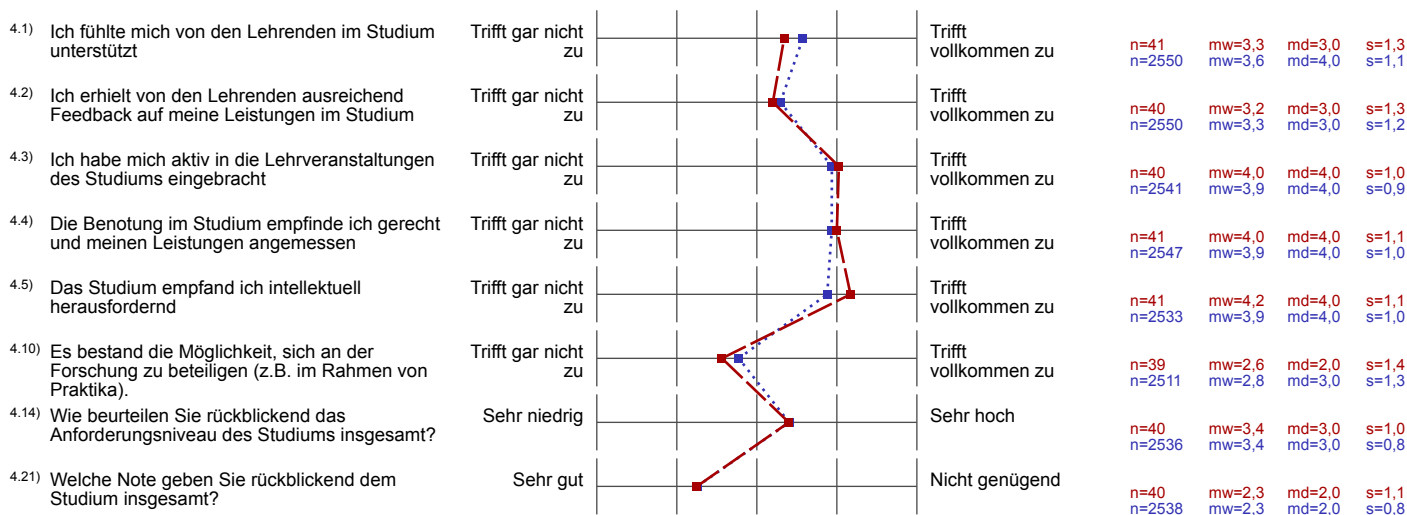 4.1) Ich fühlte mich von den Lehrenden im Studium
unterstützt
Trifft gar nicht
zu
Trifft
vollkommen zu
n=41 mw=3,3 md=3,0 s=1,3
n=2550 mw=3,6 md=4,0 s=1,1
4.2) Ich erhielt von den Lehrenden ausreichend
Feedback auf meine Leistungen im Studium
Trifft gar nicht
zu
Trifft
vollkommen zu
n=40 mw=3,2 md=3,0 s=1,3
n=2550 mw=3,3 md=3,0 s=1,2
4.3) Ich habe mich aktiv in die Lehrveranstaltungen
des Studiums eingebracht
Trifft gar nicht
zu
Trifft
vollkommen zu
n=40 mw=4,0 md=4,0 s=1,0
n=2541 mw=3,9 md=4,0 s=0,9
4.4) Die Benotung im Studium empfinde ich gerecht
und meinen Leistungen angemessen
Trifft gar nicht
zu
Trifft
vollkommen zu
n=41 mw=4,0 md=4,0 s=1,1
n=2547 mw=3,9 md=4,0 s=1,0
4.5) Das Studium empfand ich intellektuell
herausfordernd
Trifft gar nicht
zu
Trifft
vollkommen zu
n=41 mw=4,2 md=4,0 s=1,1
n=2533 mw=3,9 md=4,0 s=1,0
4.10) Es bestand die Möglichkeit, sich an der
Forschung zu beteiligen (z.B. im Rahmen von
Praktika).
Trifft gar nicht
zu
Trifft
vollkommen zu
n=39 mw=2,6 md=2,0 s=1,4
n=2511 mw=2,8 md=3,0 s=1,3
4.14) Wie beurteilen Sie rückblickend das
Anforderungsniveau des Studiums insgesamt?
Sehr niedrig
Sehr hoch
n=40 mw=3,4 md=3,0 s=1,0
n=2536 mw=3,4 md=3,0 s=0,8
4.21) Welche Note geben Sie rückblickend dem
Studium insgesamt?
Sehr gut
Nicht genügend
n=40 mw=2,3 md=2,0 s=1,1
n=2538 mw=2,3 md=2,0 s=0,8